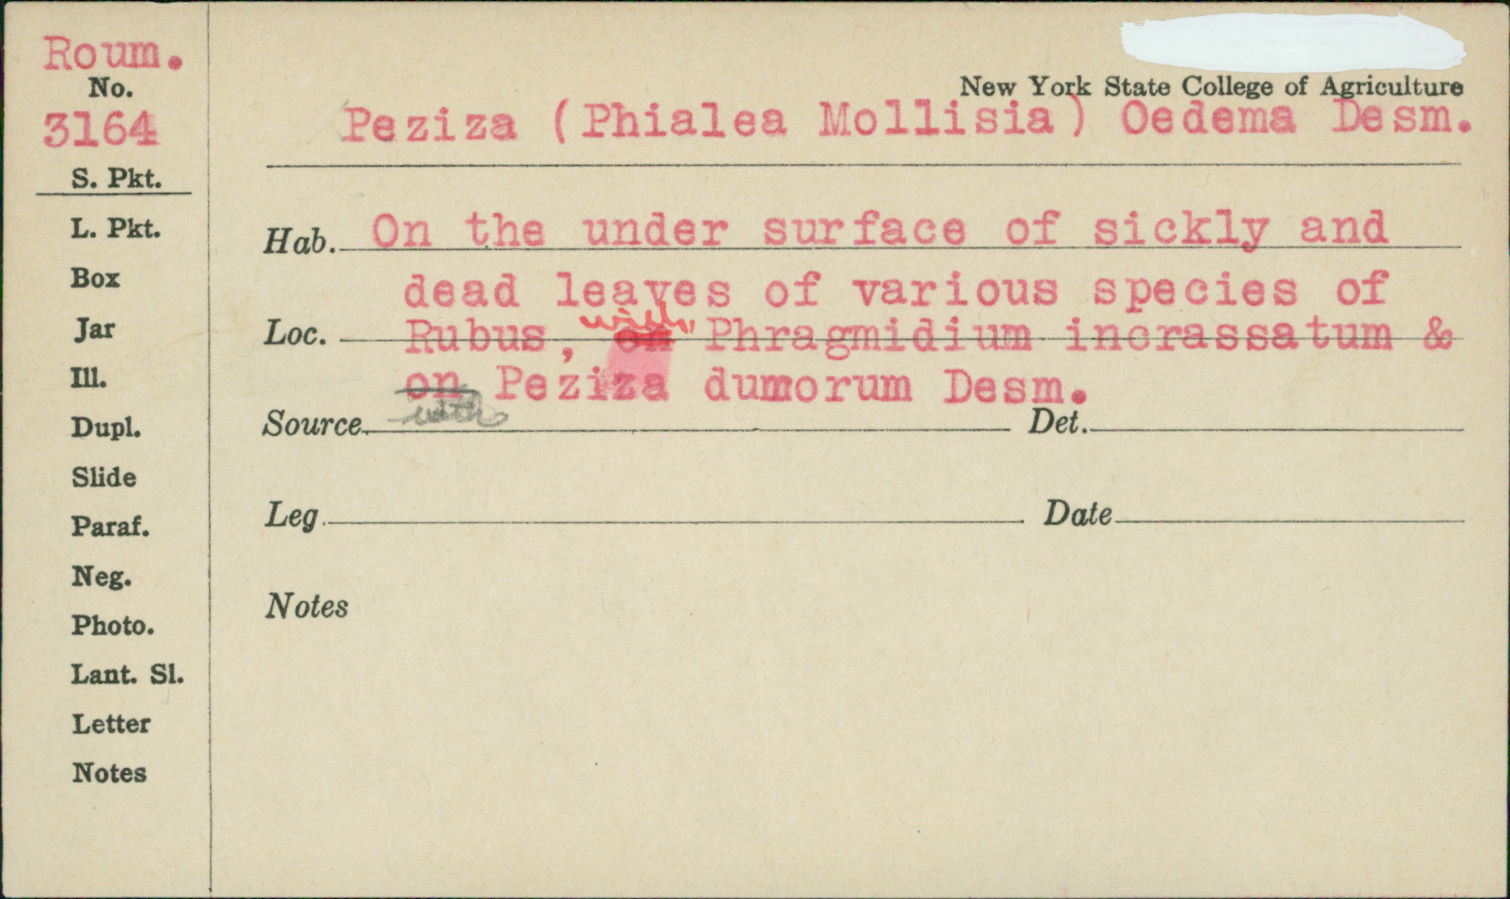 Roum.
No.
3164
S. Pkt.
L. Pkt.
Box
Jar
Ill.
Dupl.
Slide
Paraf.
Neg.
Photo.
Lant. Sl.
Letter
Notes
New York State College of Agriculture
Peziza (Phialea Mollisia) Oedema Desm.
Hab. On the under surface of sickly and
dead leaves of various species of
with
Loc. Rubus, on Phragmidium incrassatum &
on Peziza dumorum Desm.
with
Source Det.
Leg. Date
Notes